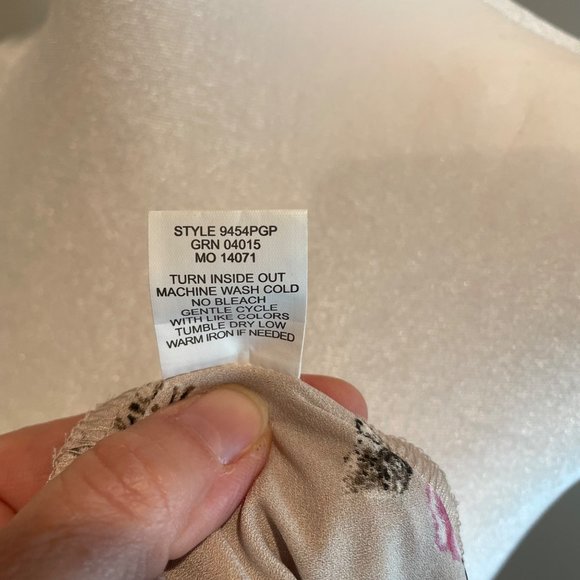 STYLE 9454PGP
GRN 04015
MO 14071
TURN INSIDE OUT
MACHINE WASH COLD
NO BLEACH
GENTLE CYCLE
WITH LIKE COLORS
TUMBLE DRY LOW
WARM IRON IF NEEDED